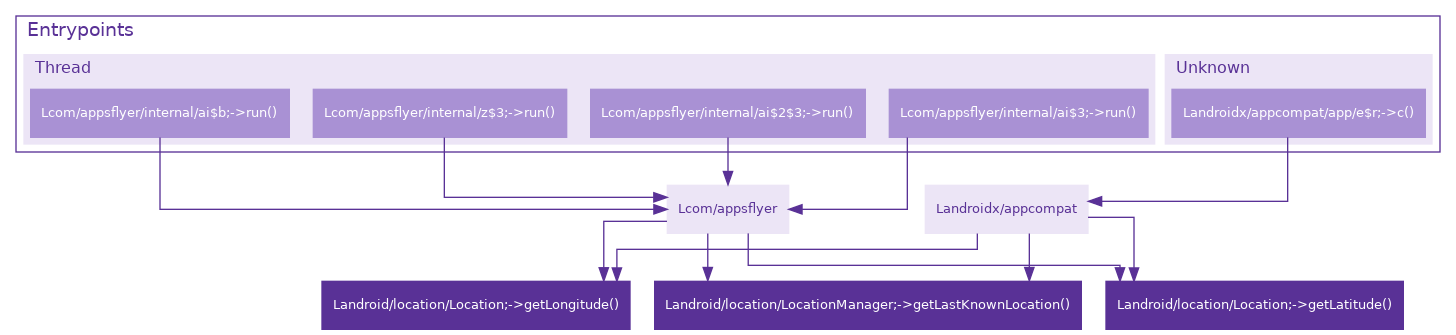 Entrypoints
Thread
Unknown
Lcom/appsflyer/internal/ai$b;->run()
Lcom/appsflyer/internal/z$3;->run()
Lcom/appsflyer/internal/ai$2$3;->run()
Lcom/appsflyer/internal/ai$3;->run()
Landroidx/appcompat/app/e$r;->c()
Lcom/appsflyer
Landroidx/appcompat
Landroid/location/Location;->getLongitude()
Landroid/location/LocationManager;->getLastKnownLocation()
Landroid/location/Location;->getLatitude()